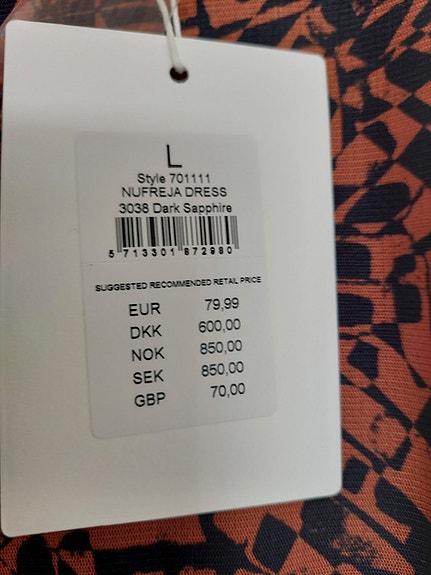 L
Style 701111
NUFREJA DRESS
3038 Dark Sapphire
5 713301 872980
SUGGESTED RECOMMENDED RETAIL PRICE
EUR 79,99
DKK 600,00
NOK 850,00
SEK 850,00
GBP 70,00